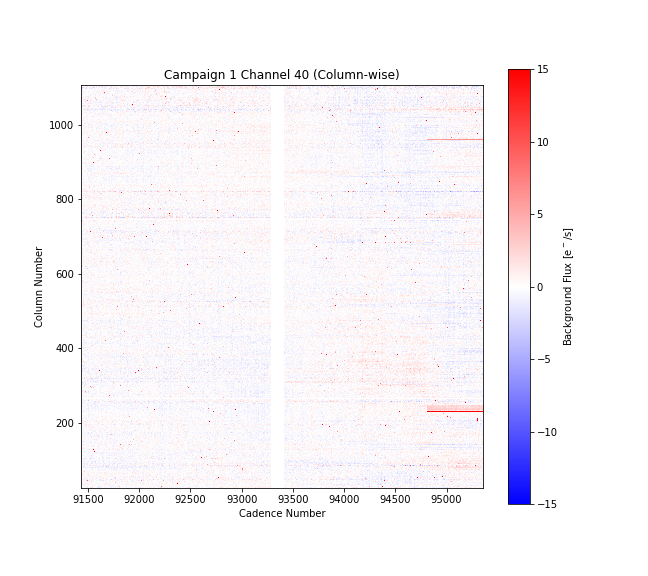 Campaign 1 Channel 40 (Column-wise)
1000
800
600
400
200
Column Number
91500 92000 92500 93000 93500 94000 94500 95000
Cadence Number
15
10
5
0
−5
−10
−15
Background Flux [e⁻/s]